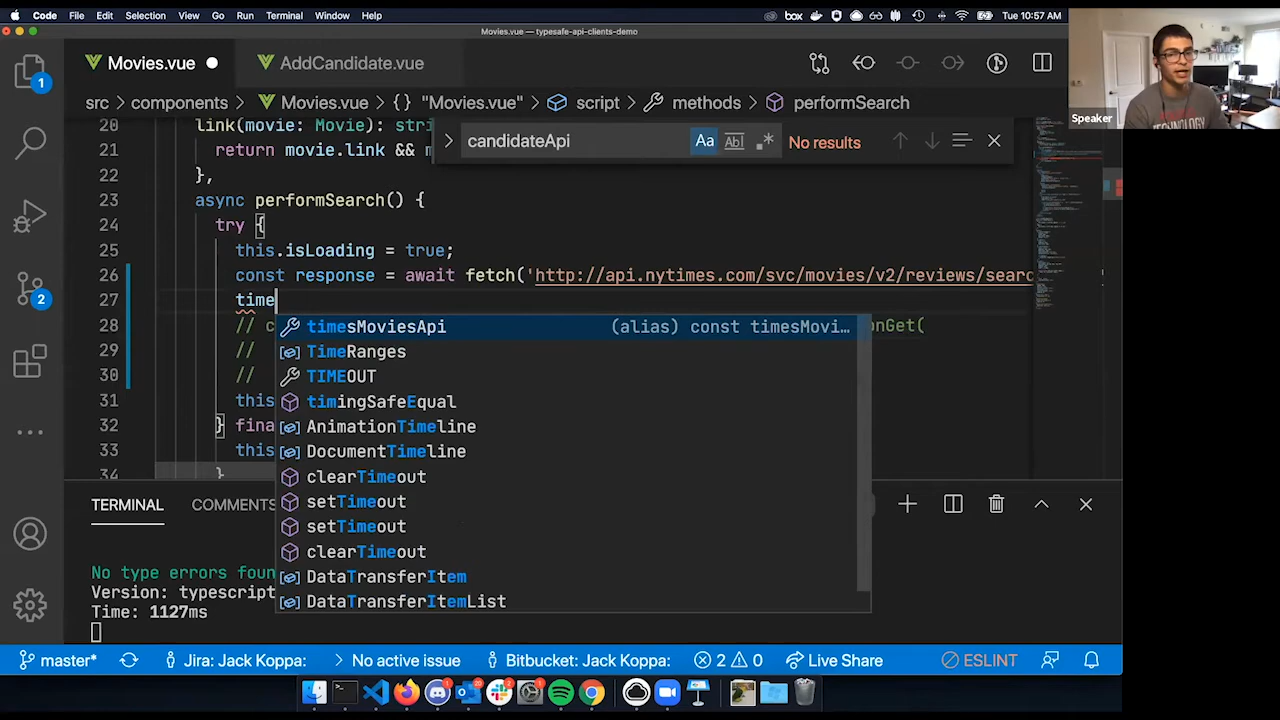 Code File Edit Selection View Go Run Terminal Window Help
box
Tue 10:57 AM
Movies.vue — typesafe-api-clients-demo
Movies.vue
AddCandidate.vue
src > components > Movies.vue > {} "Movies.vue" > script > methods > performSearch
candidateApi
Aa
Abl
No results
20 link(movie: Movie): stri
21 return movie.link &&
22 },
23 async performSearch()
24 try {
25 this.isLoading = true;
26 const response = await fetch('http://api.nytimes.com/svc/movies/v2/reviews/searc
27 time
28 // c
onGet(
29 //
30 //
31 this
32 } fina
33 this
34 }
timesMoviesApi (alias) const timesMovi…
TimeRanges
TIMEOUT
timingSafeEqual
AnimationTimeline
DocumentTimeline
clearTimeout
setTimeout
setTimeout
clearTimeout
DataTransferItem
DataTransferItemList
TERMINAL COMMENTS
No type errors foun
Version: typescript
Time: 1127ms
master* Jira: Jack Koppa: No active issue Bitbucket: Jack Koppa: 2 0 Live Share ESLINT
1
2
Speaker
TECHNOLOGY